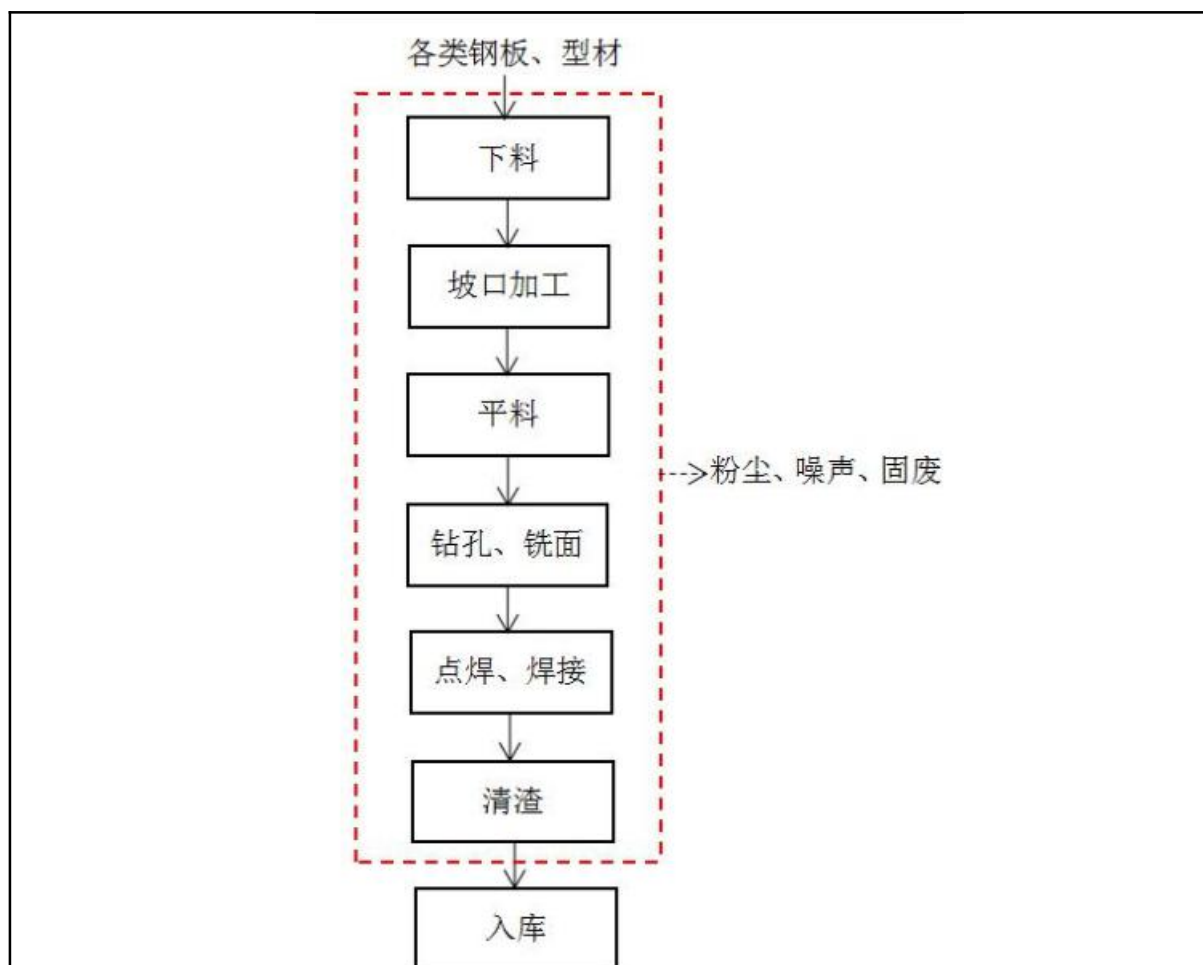 各类钢板、型材
下料
坡口加工
平料
粉尘、噪声、固废
钻孔、铣面
点焊、焊接
清渣
入库